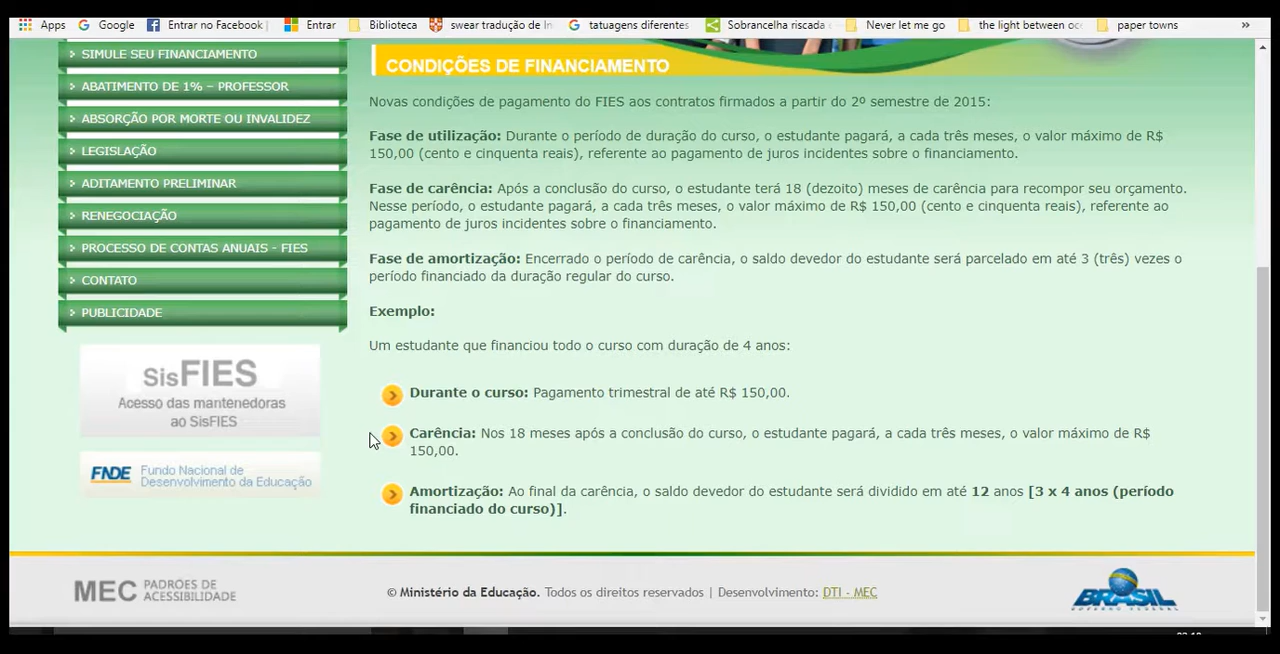 Apps Google Entrar no Facebook Entrar Biblioteca swear tradução de In tatuagens diferentes Sobrancelha riscada Never let me go the light between oce paper towns »
SIMULE SEU FINANCIAMENTO
ABATIMENTO DE 1% – PROFESSOR
ABSORÇÃO POR MORTE OU INVALIDEZ
LEGISLAÇÃO
ADITAMENTO PRELIMINAR
RENEGOCIAÇÃO
PROCESSO DE CONTAS ANUAIS - FIES
CONTATO
PUBLICIDADE
SisFIES
Acesso das mantenedoras
ao SisFIES
FNDE Fundo Nacional de
Desenvolvimento da Educação
CONDIÇÕES DE FINANCIAMENTO
Novas condições de pagamento do FIES aos contratos firmados a partir do 2º semestre de 2015:
Fase de utilização: Durante o período de duração do curso, o estudante pagará, a cada três meses, o valor máximo de R$
150,00 (cento e cinquenta reais), referente ao pagamento de juros incidentes sobre o financiamento.
Fase de carência: Após a conclusão do curso, o estudante terá 18 (dezoito) meses de carência para recompor seu orçamento.
Nesse período, o estudante pagará, a cada três meses, o valor máximo de R$ 150,00 (cento e cinquenta reais), referente ao
pagamento de juros incidentes sobre o financiamento.
Fase de amortização: Encerrado o período de carência, o saldo devedor do estudante será parcelado em até 3 (três) vezes o
período financiado da duração regular do curso.
Exemplo:
Um estudante que financiou todo o curso com duração de 4 anos:
Durante o curso: Pagamento trimestral de até R$ 150,00.
Carência: Nos 18 meses após a conclusão do curso, o estudante pagará, a cada três meses, o valor máximo de R$
150,00.
Amortização: Ao final da carência, o saldo devedor do estudante será dividido em até 12 anos [3 x 4 anos (período
financiado do curso)].
MEC PADRÕES DE
ACESSIBILIDADE
© Ministério da Educação. Todos os direitos reservados | Desenvolvimento: DTI - MEC
BRASIL
GOVERNO FEDERAL